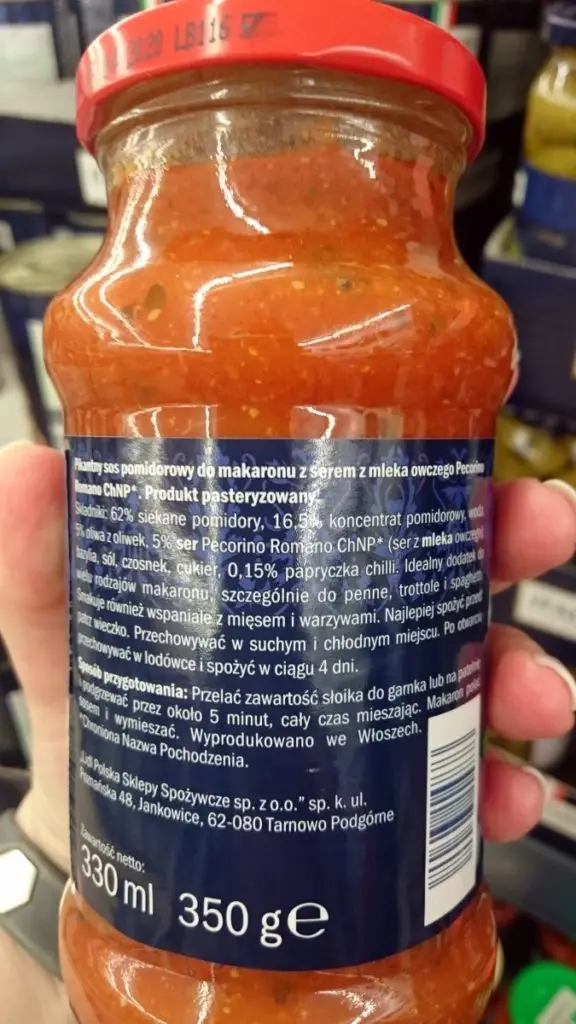 2020 LB116
Pikantny sos pomidorowy do makaronu z serem z mleka owczego Pecorino
Romano ChNP*. Produkt pasteryzowany.
Składniki: 62% siekane pomidory, 16,5% koncentrat pomidorowy, woda,
5% oliwa z oliwek, 5% ser Pecorino Romano ChNP* (ser z mleka owczego)
bazylia, sól, czosnek, cukier, 0,15% papryczka chilli. Idealny dodatek do
wielu rodzajów makaronu, szczególnie do penne, trottole i spaghetti.
Smakuje również wspaniale z mięsem i warzywami. Najlepiej spożyć przed:
patrz wieczko. Przechowywać w suchym i chłodnym miejscu. Po otwarciu
przechowywać w lodówce i spożyć w ciągu 4 dni.
Sposób przygotowania: Przelać zawartość słoika do garnka lub na patelnię
i podgrzewać przez około 5 minut, cały czas mieszając. Makaron polać
sosem i wymieszać. Wyprodukowano we Włoszech.
*Chroniona Nazwa Pochodzenia.
„Lidl Polska Sklepy Spożywcze sp. z o.o.” sp. k. ul.
Poznańska 48, Jankowice, 62-080 Tarnowo Podgórne
Zawartość netto:
330 ml 350 g e